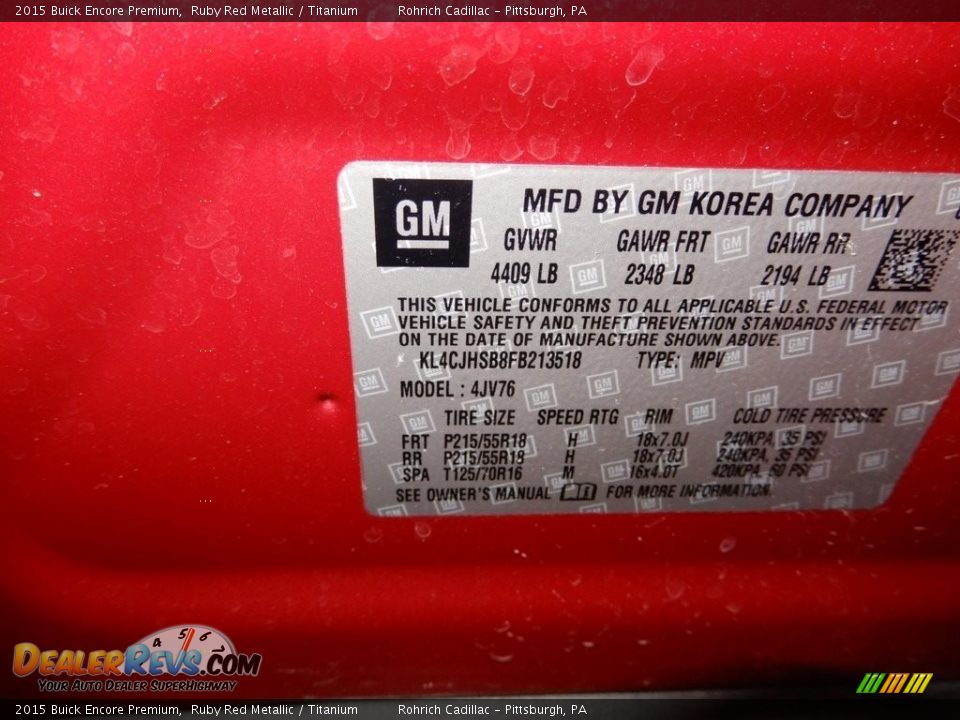 2015 Buick Encore Premium, Ruby Red Metallic / Titanium Rohrich Cadillac - Pittsburgh, PA
GM MFD BY GM KOREA COMPANY
GVWR GAWR FRT GAWR RR
4409 LB 2348 LB 2194 LB
THIS VEHICLE CONFORMS TO ALL APPLICABLE U.S. FEDERAL MOTOR
VEHICLE SAFETY AND THEFT PREVENTION STANDARDS IN EFFECT
ON THE DATE OF MANUFACTURE SHOWN ABOVE.
KL4CJHSB8FB213518 TYPE: MPV
MODEL : 4JV76
TIRE SIZE SPEED RTG RIM COLD TIRE PRESSURE
FRT P215/55R18 H 18x7.0J 240KPA, 35 PSI
RR P215/55R18 H 18x7.0J 240KPA, 35 PSI
SPA T125/70R16 M 16x4.0T 420KPA, 60 PSI
SEE OWNER'S MANUAL FOR MORE INFORMATION.
4 5 6
DEALERREVS.COM
YOUR AUTO DEALER SUPERHIGHWAY
2015 Buick Encore Premium, Ruby Red Metallic / Titanium Rohrich Cadillac - Pittsburgh, PA